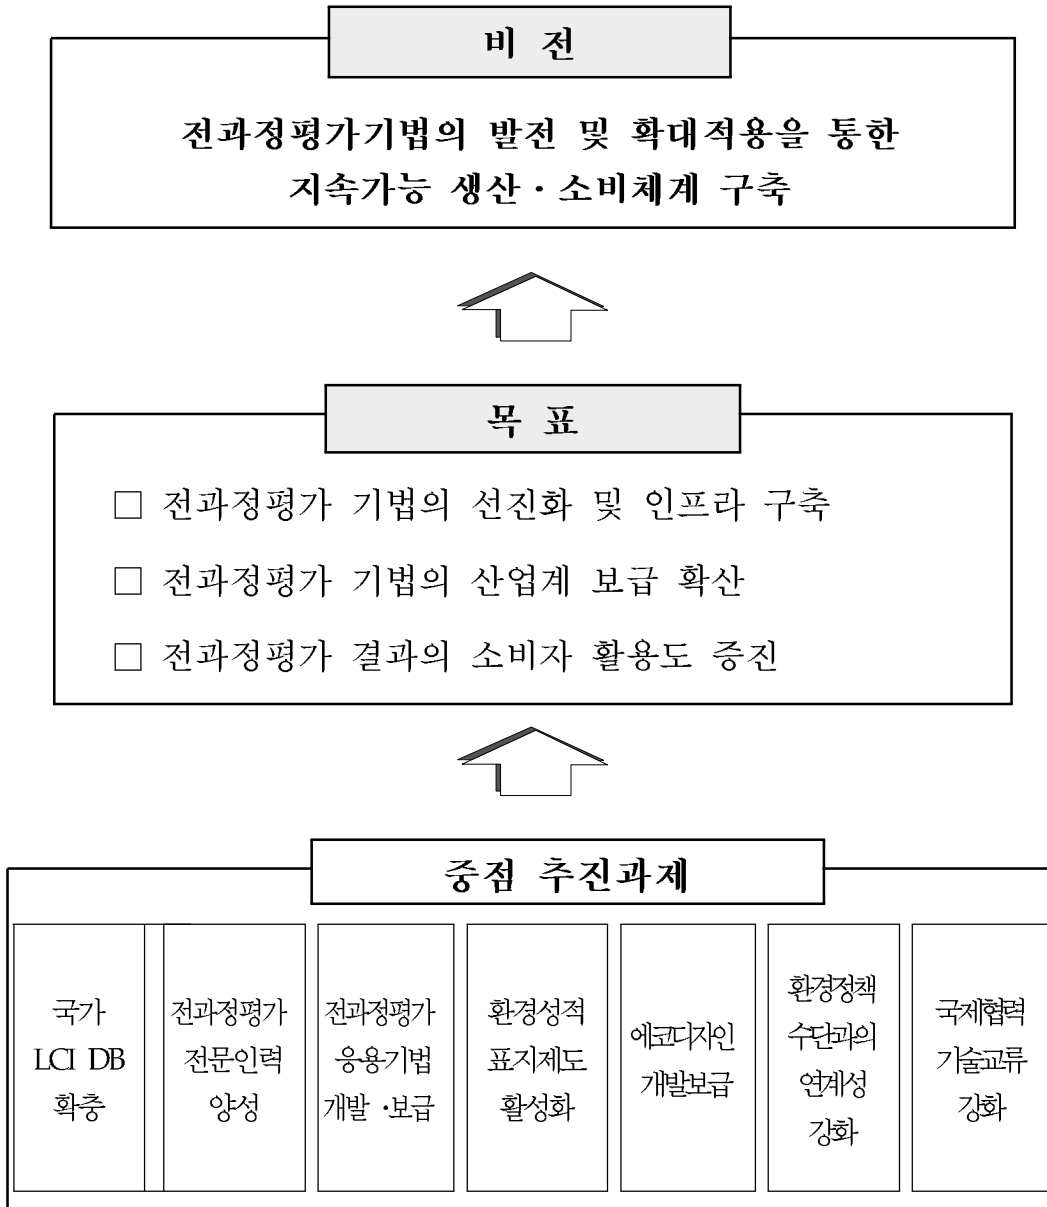 비 전
전과정평가기법의 발전 및 확대적용을 통한
지속가능 생산·소비체계 구축
목 표
□ 전과정평가 기법의 선진화 및 인프라 구축
□ 전과정평가 기법의 산업계 보급 확산
□ 전과정평가 결과의 소비자 활용도 증진
중점 추진과제
국가
LCI DB
확충
전과정평가
전문인력
양성
전과정평가
응용기법
개발 ·보급
환경성적
표지제도
활성화
에코디자인
개발보급
환경정책
수단과의
연계성
강화
국제협력
기술교류
강화